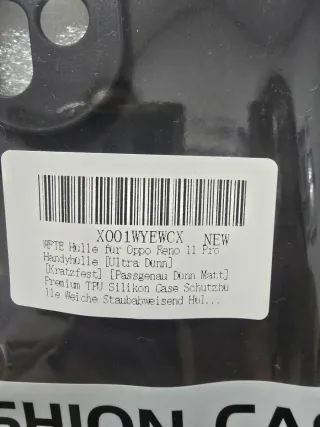 X001WYEWCX NEW
WFTE Hülle für Oppo Reno 11 Pro
Handyhülle [Ultra Dünn]
[Kratzfest] [Passgenau Dünn Matt]
Premium TPU Silikon Case Schutzhü
lle Weiche Staubabweisend Hül...
SHION CA